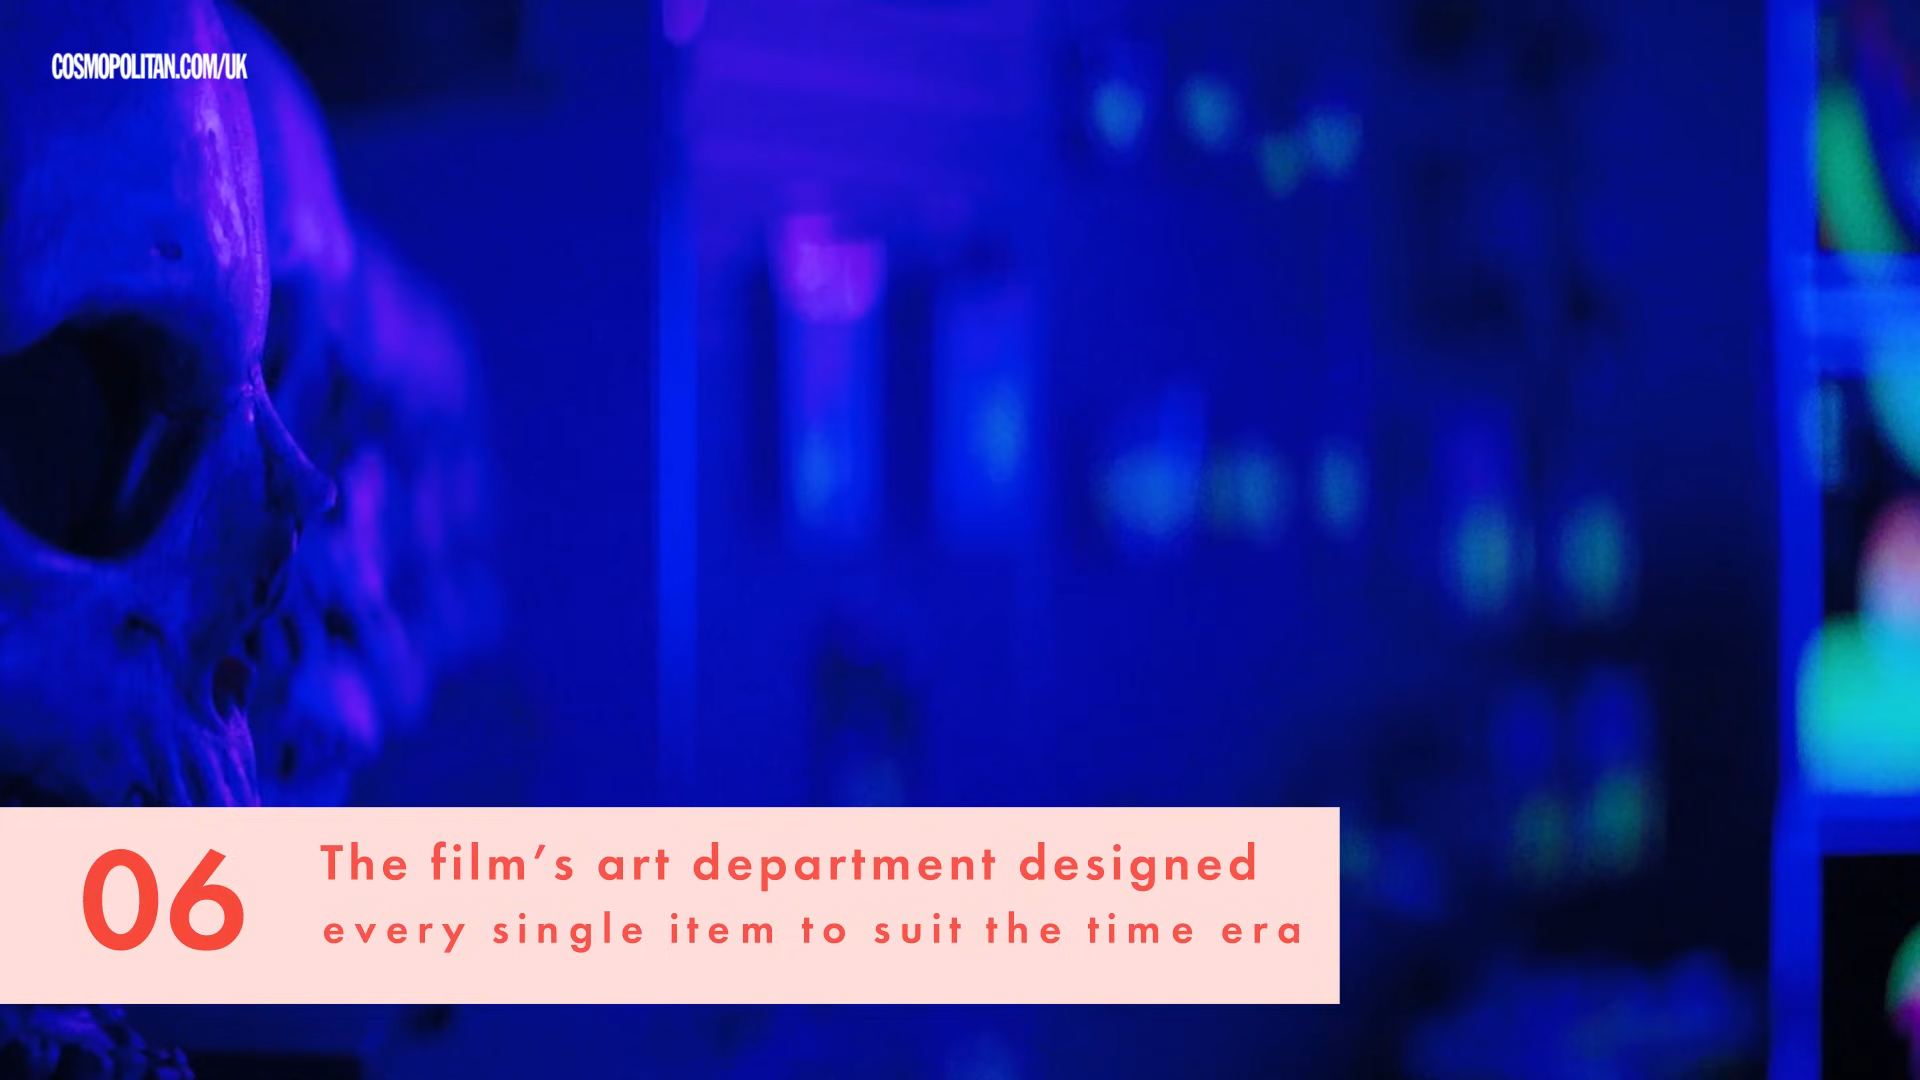 COSMOPOLITAN.COM/UK
06
The film’s art department designed
every single item to suit the time era